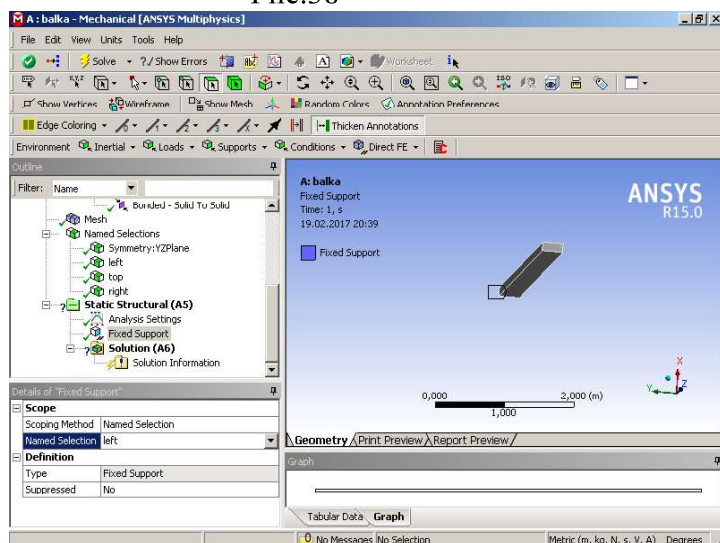 Рис.58
A : balka - Mechanical [ANSYS Multiphysics]
File Edit View Units Tools Help
Solve ?/ Show Errors A Worksheet
Show Vertices Wireframe Show Mesh Random Colors Annotation Preferences
Edge Coloring Thicken Annotations
Environment Inertial Loads Supports Conditions Direct FE
Outline
Filter: Name
Bonded - Solid To Solid
Mesh
Named Selections
Symmetry:YZPlane
left
top
right
Static Structural (A5)
Analysis Settings
Fixed Support
Solution (A6)
Solution Information
Details of "Fixed Support"
Scope
Scoping Method Named Selection
Named Selection left
Definition
Type Fixed Support
Suppressed No
A: balka
Fixed Support
Time: 1, s
19.02.2017 20:39
Fixed Support
ANSYS
R15.0
X
Y
Z
0,000 2,000 (m)
1,000
Geometry Print Preview Report Preview
Graph
Tabular Data Graph
No Messages No Selection Metric (m, kg, N, s, V, A) Degrees